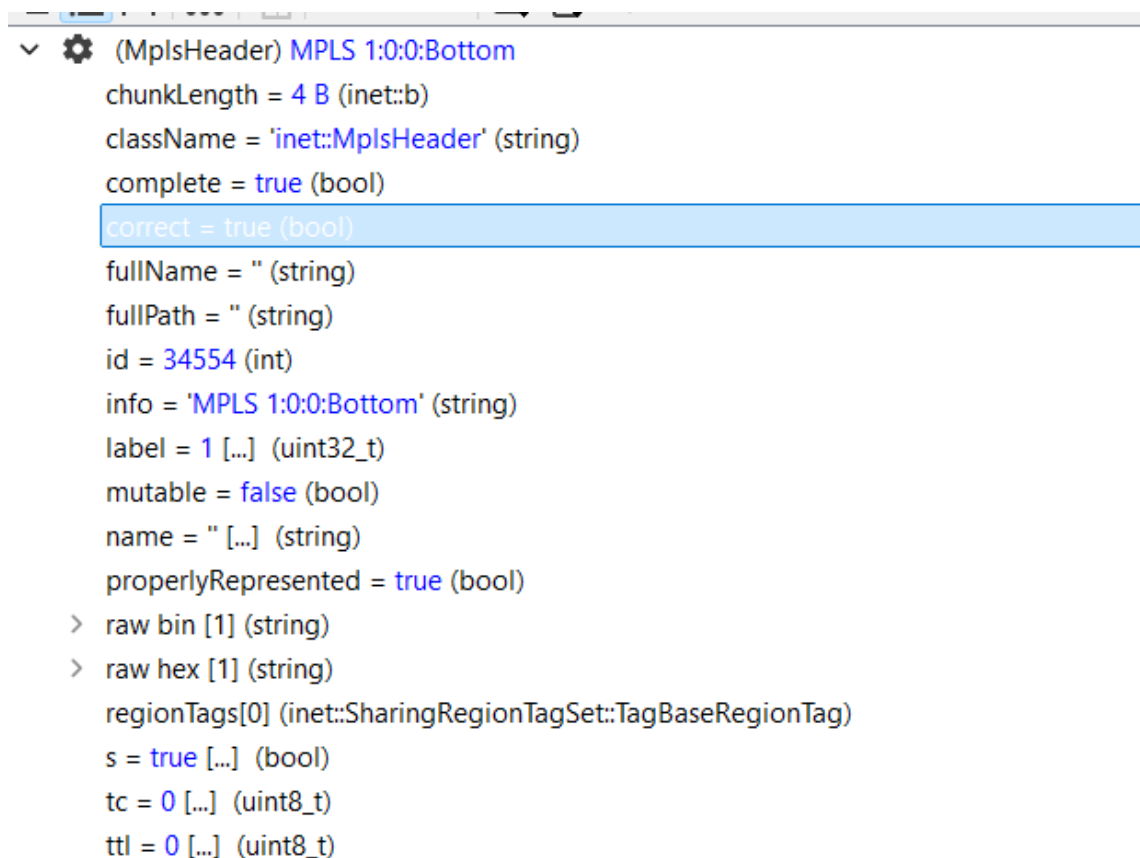 (MplsHeader) MPLS 1:0:0:Bottom
chunkLength = 4 B (inet::b)
className = 'inet::MplsHeader' (string)
complete = true (bool)
correct = true (bool)
fullName = '' (string)
fullPath = '' (string)
id = 34554 (int)
info = 'MPLS 1:0:0:Bottom' (string)
label = 1 [...] (uint32_t)
mutable = false (bool)
name = '' [...] (string)
properlyRepresented = true (bool)
raw bin [1] (string)
raw hex [1] (string)
regionTags[0] (inet::SharingRegionTagSet::TagBaseRegionTag)
s = true [...] (bool)
tc = 0 [...] (uint8_t)
ttl = 0 [...] (uint8_t)